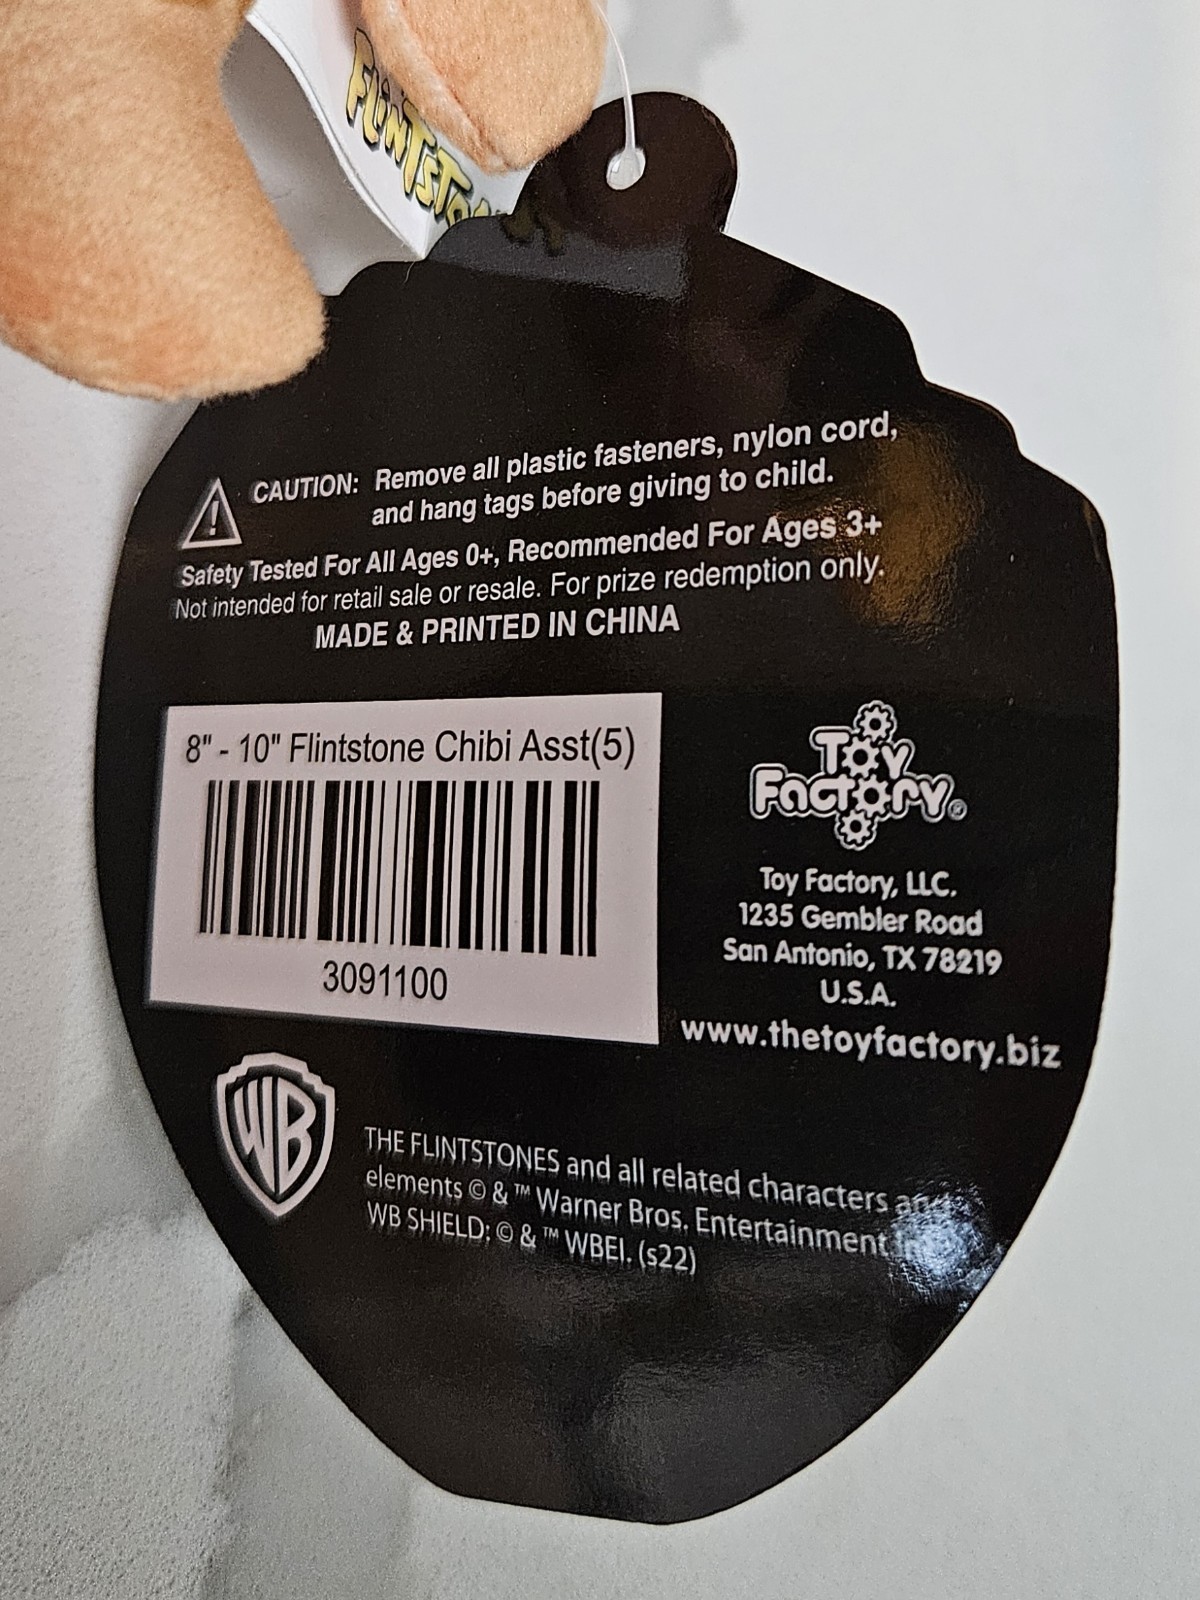 FLINTSTO
CAUTION: Remove all plastic fasteners, nylon cord,
and hang tags before giving to child.
Safety Tested For All Ages 0+, Recommended For Ages 3+
Not intended for retail sale or resale. For prize redemption only.
MADE & PRINTED IN CHINA
8" - 10" Flintstone Chibi Asst(5)
3091100
Toy
Factory®
Toy Factory, LLC.
1235 Gembler Road
San Antonio, TX 78219
U.S.A.
www.thetoyfactory.biz
WB
THE FLINTSTONES and all related characters and
elements © & ™ Warner Bros. Entertainment
WB SHIELD: © & ™ WBEI. (s22)